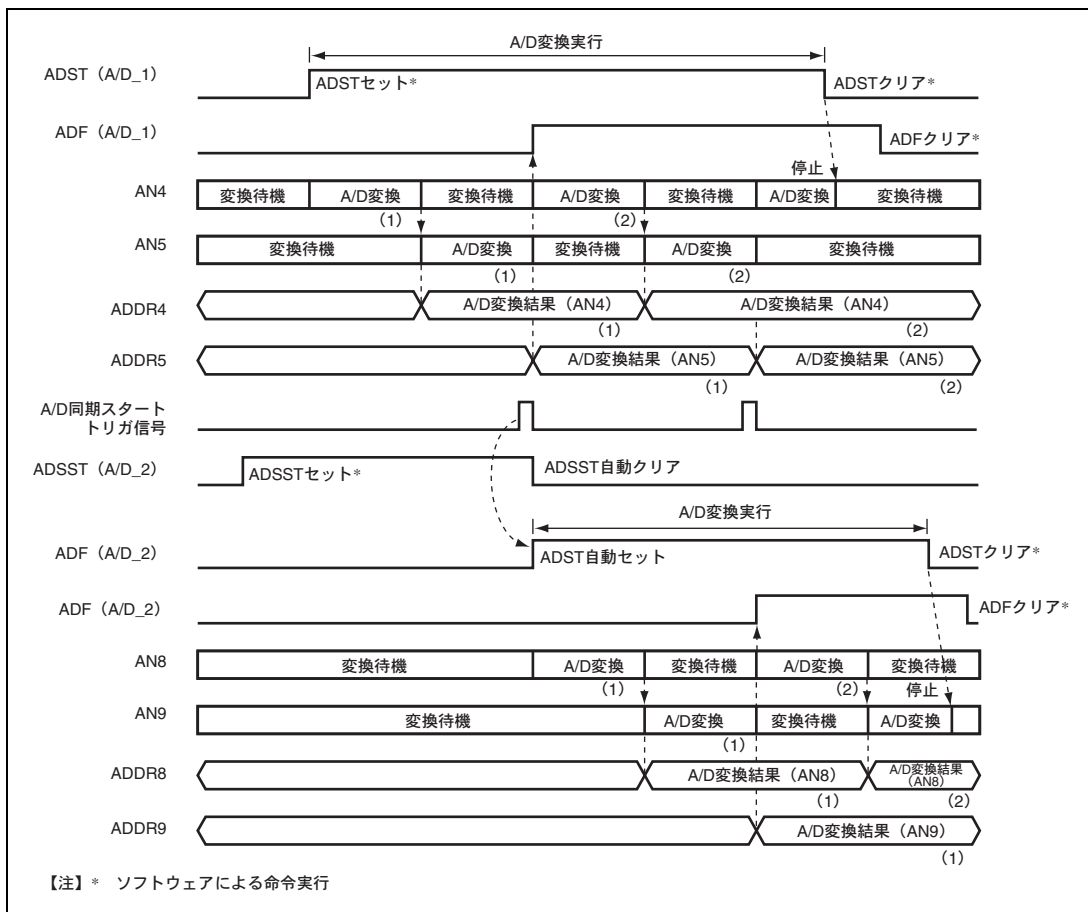 A/D変換実行
ADST（A/D_1）
ADSTセット*
ADSTクリア*
ADF（A/D_1）
ADFクリア*
停止
AN4
変換待機
A/D変換
変換待機
A/D変換
変換待機
A/D変換
変換待機
（1）
（2）
AN5
変換待機
A/D変換
変換待機
A/D変換
変換待機
（1）
（2）
ADDR4
A/D変換結果（AN4）
A/D変換結果（AN4）
（1）
（2）
ADDR5
A/D変換結果（AN5）
A/D変換結果（AN5）
（1）
（2）
A/D同期スタート
トリガ信号
ADSST（A/D_2）
ADSSTセット*
ADSST自動クリア
A/D変換実行
ADF（A/D_2）
ADST自動セット
ADSTクリア*
ADF（A/D_2）
ADFクリア*
AN8
変換待機
A/D変換
変換待機
A/D変換
変換待機
（1）
（2）
停止
AN9
変換待機
A/D変換
変換待機
A/D変換
（1）
ADDR8
A/D変換結果（AN8）
A/D変換結果
（AN8）
（1）
（2）
ADDR9
A/D変換結果（AN9）
（1）
【注】* ソフトウェアによる命令実行